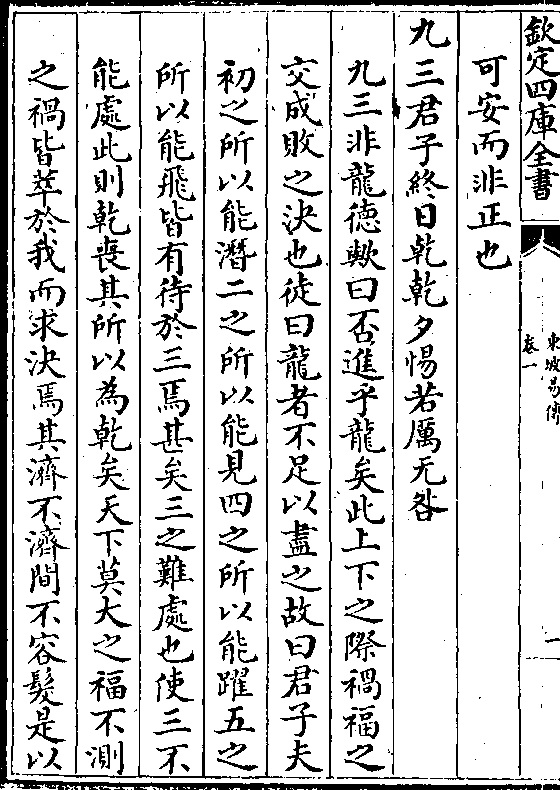 欽定四庫全書
東坡易傳
卷一
可安而非正也
九三君子終日乾乾夕惕若厲无咎
九三非龍德歟曰否進乎龍矣此上下之際禍福之
交成敗之決也徒曰龍者不足以盡之故曰君子夫
初之所以能潛二之所以能見四之所以能躍五之
所以能飛皆有待於三焉甚矣三之難處也使三不
能處此則乾喪其所以為乾矣天下莫大之福不測
之禍皆萃於我而求決焉其濟不濟間不容髮是以